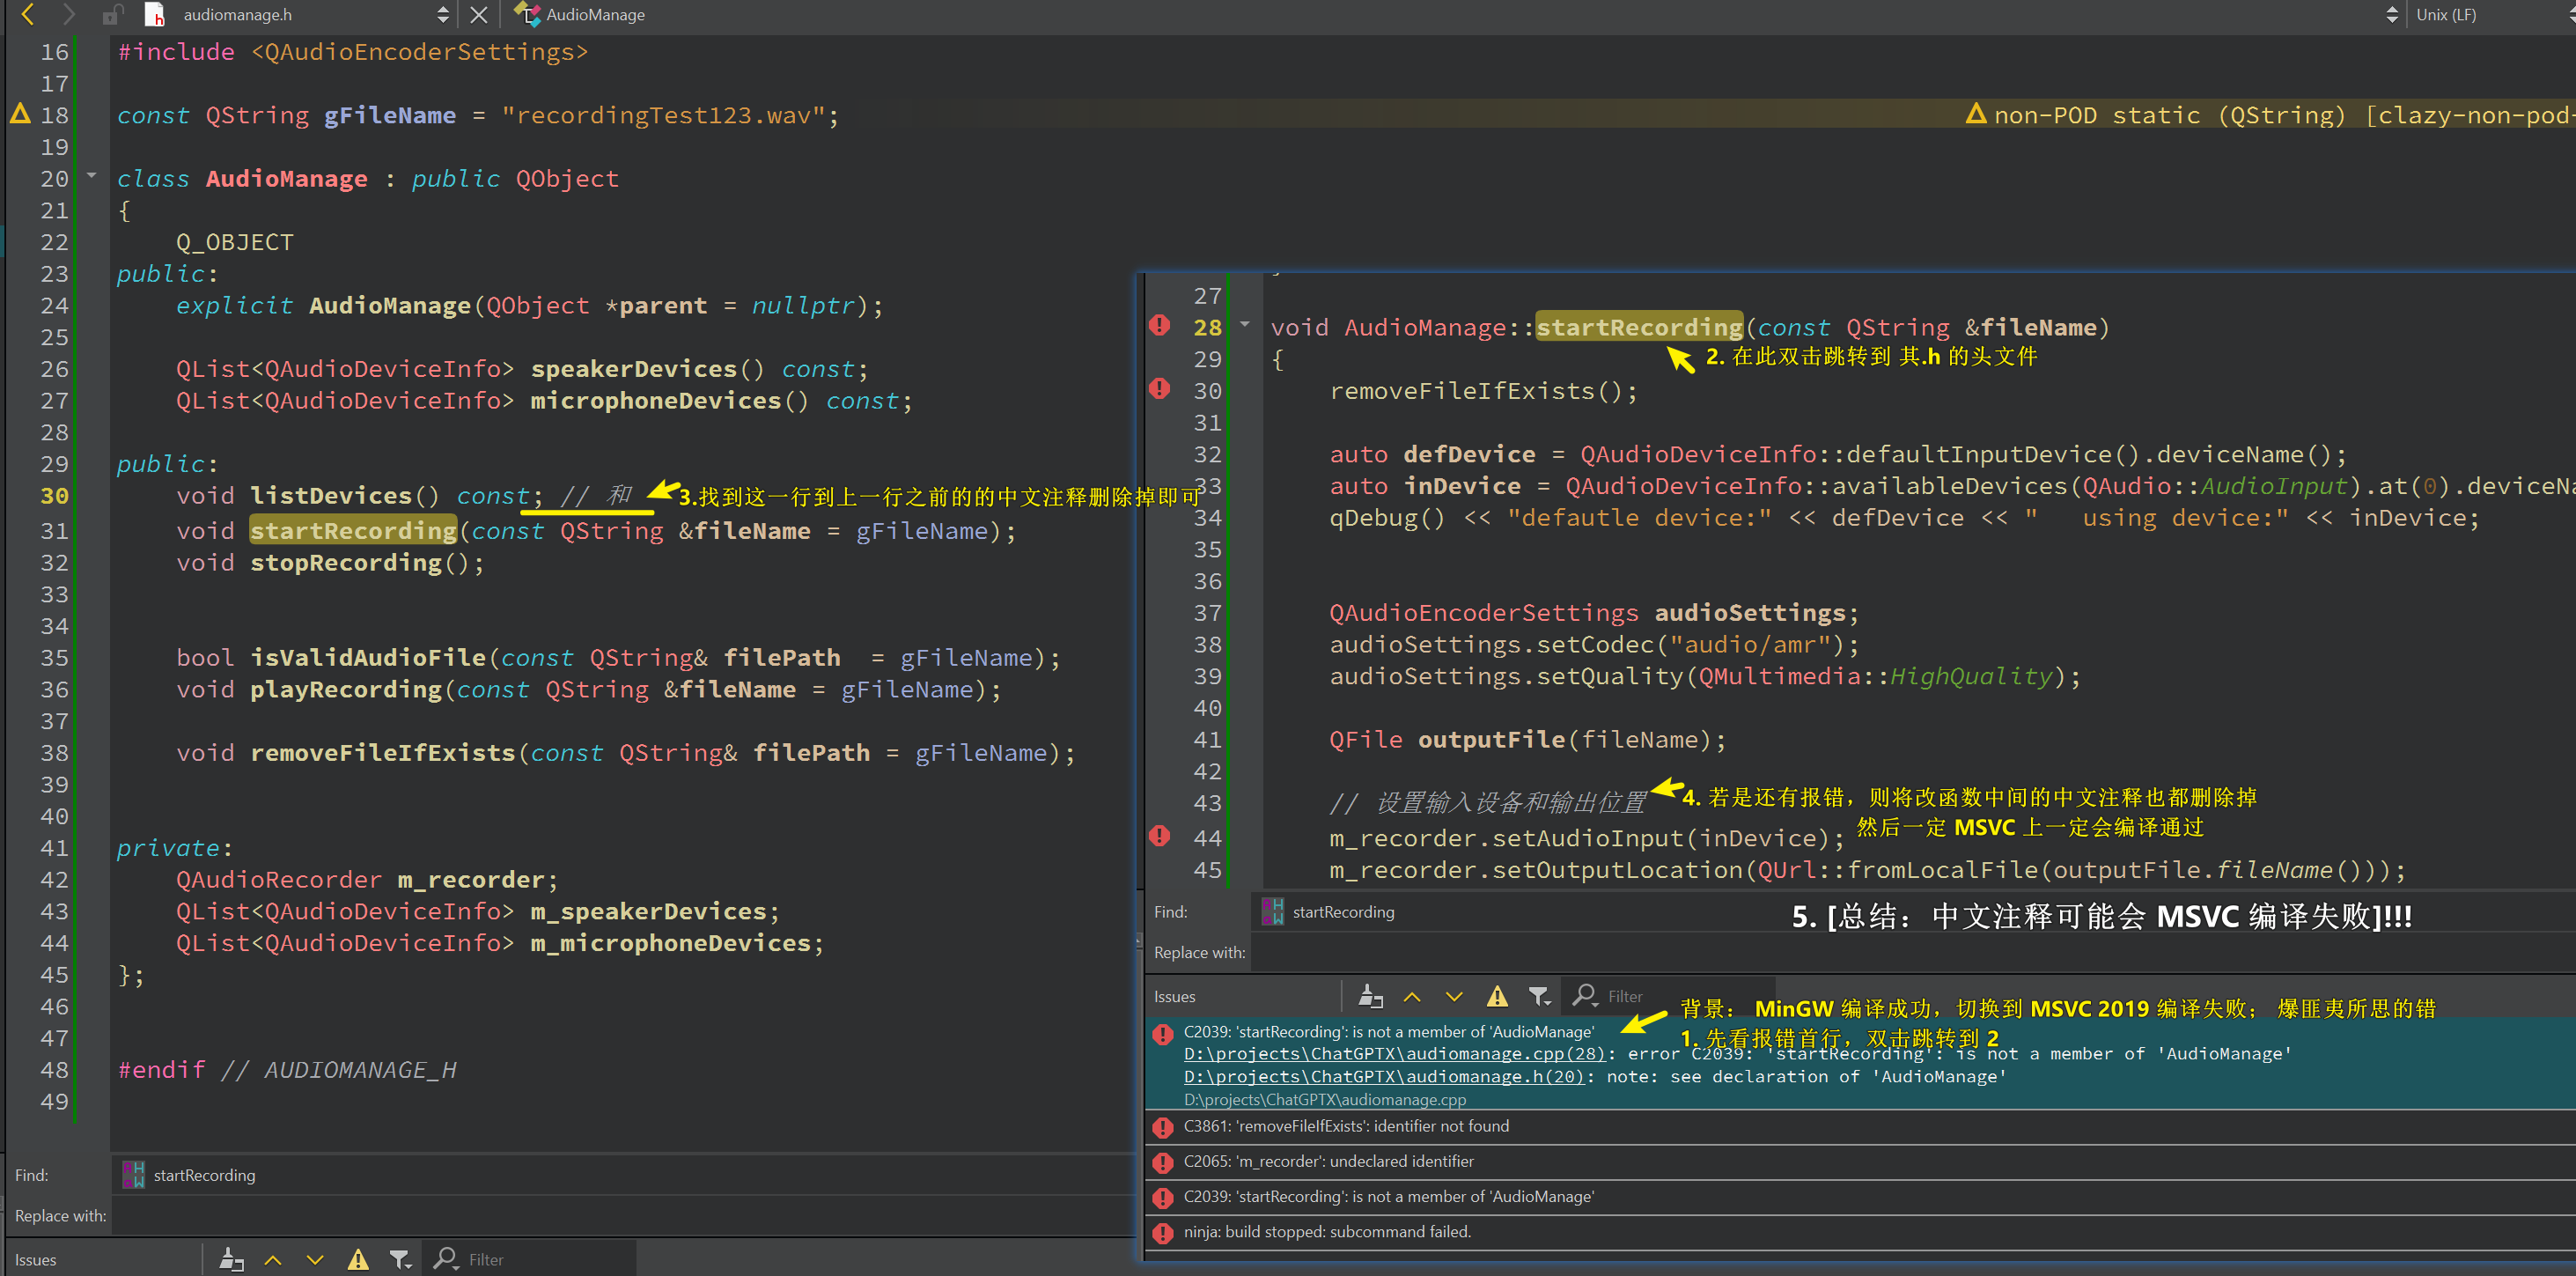 audiomanage.h
AudioManage
Unix (LF)
16 #include <QAudioEncoderSettings>
17
18 const QString gFileName = "recordingTest123.wav";
non-POD static (QString) [clazy-non-pod-
19
20 class AudioManage : public QObject
21 {
22 Q_OBJECT
23 public:
24 explicit AudioManage(QObject *parent = nullptr);
25
26 QList<QAudioDeviceInfo> speakerDevices() const;
27 QList<QAudioDeviceInfo> microphoneDevices() const;
28
29 public:
30 void listDevices() const; // 和
3.找到这一行到上一行之前的的中文注释删除掉即可
31 void startRecording(const QString &fileName = gFileName);
32 void stopRecording();
33
34
35 bool isValidAudioFile(const QString& filePath  = gFileName);
36 void playRecording(const QString &fileName = gFileName);
37
38 void removeFileIfExists(const QString& filePath = gFileName);
39
40
41 private:
42 QAudioRecorder m_recorder;
43 QList<QAudioDeviceInfo> m_speakerDevices;
44 QList<QAudioDeviceInfo> m_microphoneDevices;
45 };
46
47
48 #endif // AUDIOMANAGE_H
49
Find: startRecording
Replace with:
Issues Filter
27
28 void AudioManage::startRecording(const QString &fileName)
2. 在此双击跳转到 其.h 的头文件
29 {
30 removeFileIfExists();
31
32 auto defDevice = QAudioDeviceInfo::defaultInputDevice().deviceName();
33 auto inDevice = QAudioDeviceInfo::availableDevices(QAudio::AudioInput).at(0).deviceNa
34 qDebug() << "defautle device:" << defDevice << "   using device:" << inDevice;
35
36
37 QAudioEncoderSettings audioSettings;
38 audioSettings.setCodec("audio/amr");
39 audioSettings.setQuality(QMultimedia::HighQuality);
40
41 QFile outputFile(fileName);
42
43 // 设置输入设备和输出位置
4. 若是还有报错，则将改函数中间的中文注释也都删除掉
然后一定 MSVC 上一定会编译通过
44 m_recorder.setAudioInput(inDevice);
45 m_recorder.setOutputLocation(QUrl::fromLocalFile(outputFile.fileName()));
Find: startRecording
5. [总结：中文注释可能会 MSVC 编译失败]!!!
Replace with:
Issues Filter
背景： MinGW 编译成功，切换到 MSVC 2019 编译失败； 爆匪夷所思的错
1. 先看报错首行，双击跳转到 2
C2039: 'startRecording': is not a member of 'AudioManage'
D:\projects\ChatGPTX\audiomanage.cpp(28): error C2039: 'startRecording': is not a member of 'AudioManage'
D:\projects\ChatGPTX\audiomanage.h(20): note: see declaration of 'AudioManage'
D:\projects\ChatGPTX\audiomanage.cpp
C3861: 'removeFileIfExists': identifier not found
C2065: 'm_recorder': undeclared identifier
C2039: 'startRecording': is not a member of 'AudioManage'
ninja: build stopped: subcommand failed.